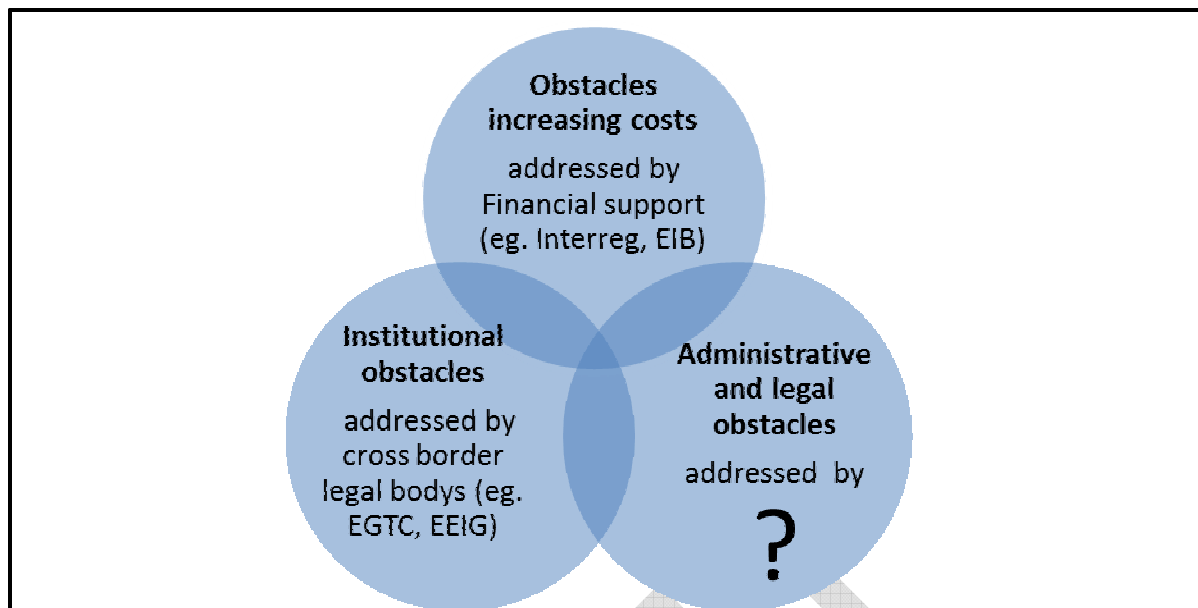 Obstacles
increasing costs
addressed by
Financial support
(eg. Interreg, EIB)
Institutional
obstacles
addressed by
cross border
legal bodys (eg.
EGTC, EEIG)
Administrative
and legal
obstacles
addressed by
?